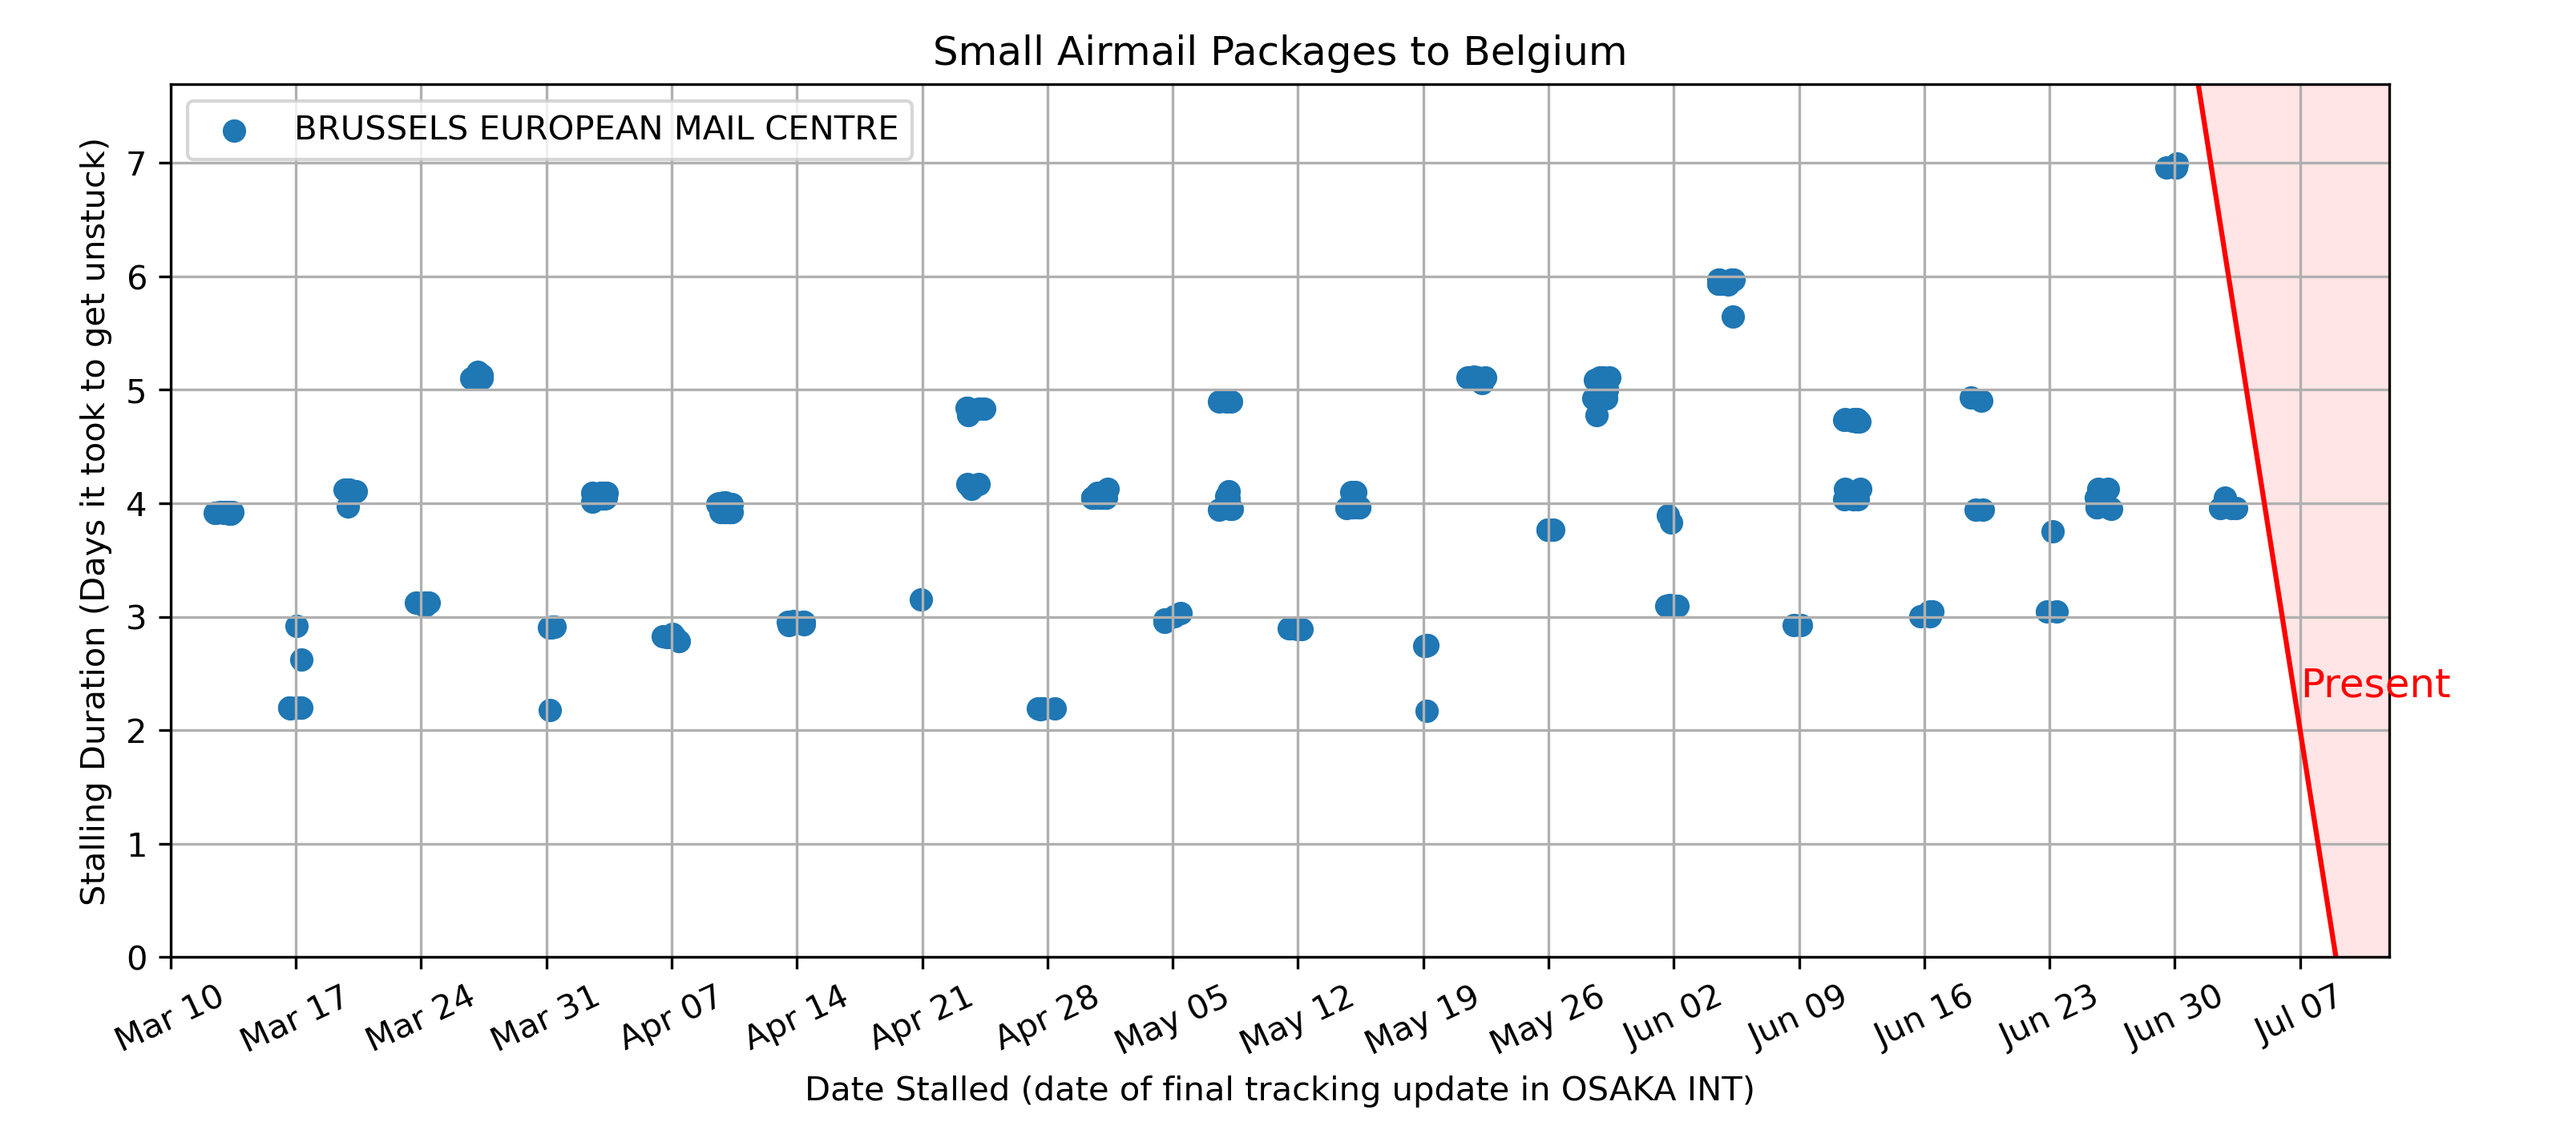 Small Airmail Packages to Belgium
BRUSSELS EUROPEAN MAIL CENTRE
Stalling Duration (Days it took to get unstuck)
7
6
5
4
3
2
1
0
Present
Mar 10
Mar 17
Mar 24
Mar 31
Apr 07
Apr 14
Apr 21
Apr 28
May 05
May 12
May 19
May 26
Jun 02
Jun 09
Jun 16
Jun 23
Jun 30
Jul 07
Date Stalled (date of final tracking update in OSAKA INT)